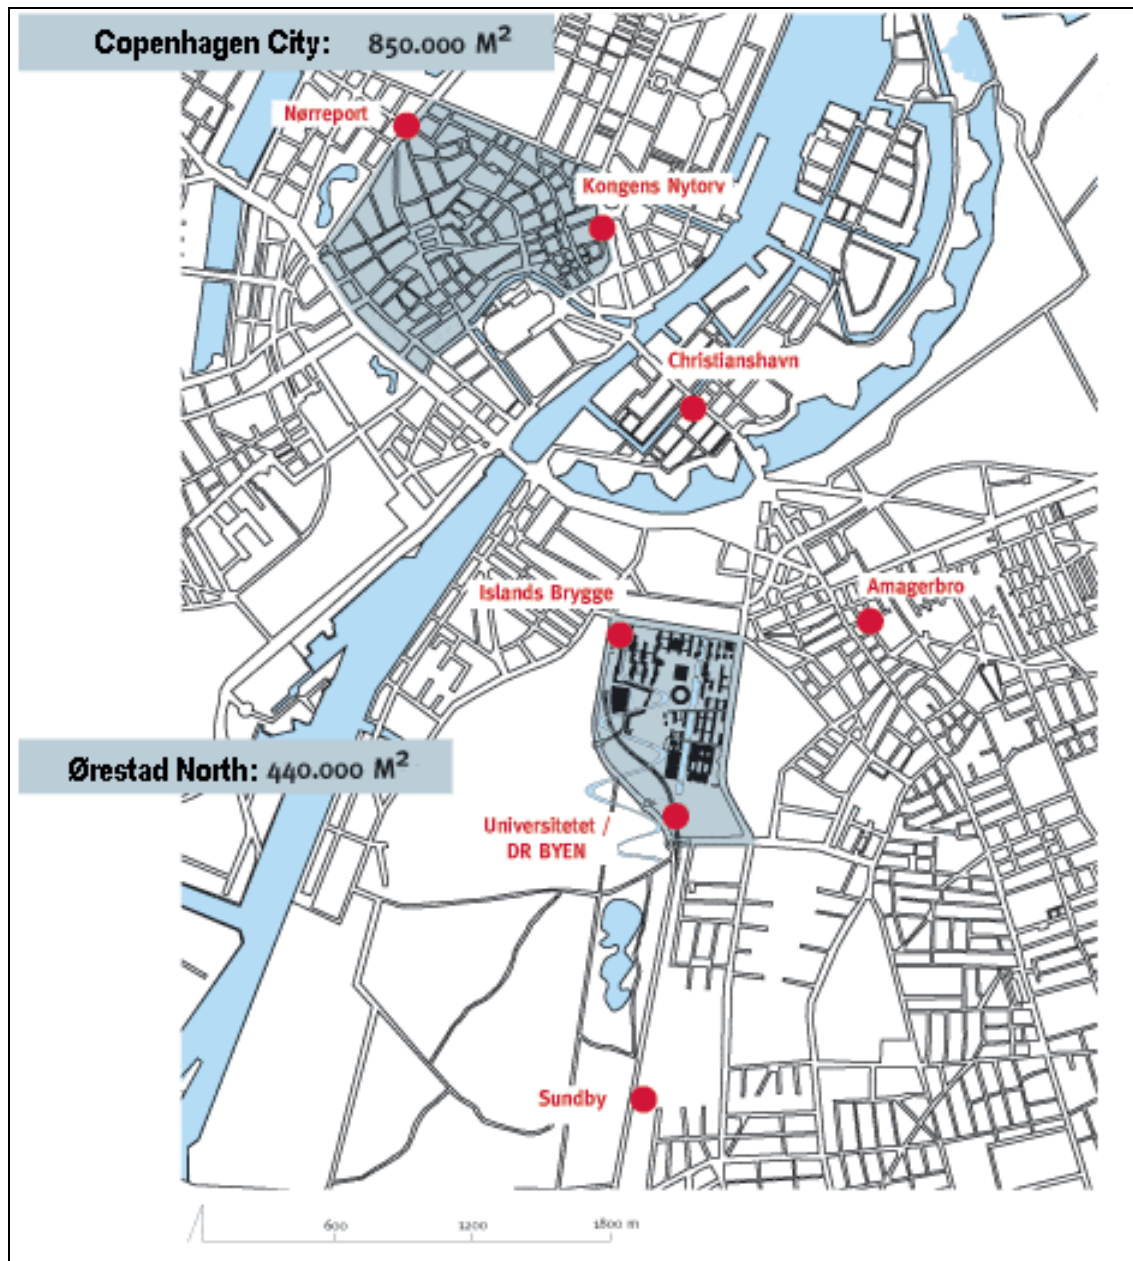 Copenhagen City: 850.000 M²
Nørreport
Kongens Nytorv
Christianshavn
Islands Brygge
Amagerbro
Ørestad North: 440.000 M²
Universitetet /
DR BYEN
Sundby
600 1200 1800 m